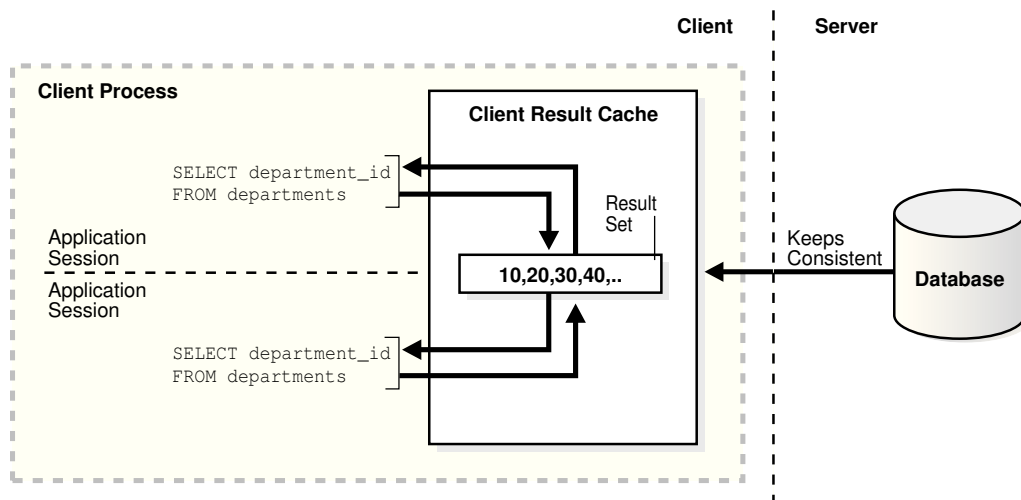 Client
Server
Client Process
Client Result Cache
SELECT department_id
FROM departments
Result
Set
Application
Session
Keeps
Consistent
10,20,30,40,..
Database
Application
Session
SELECT department_id
FROM departments